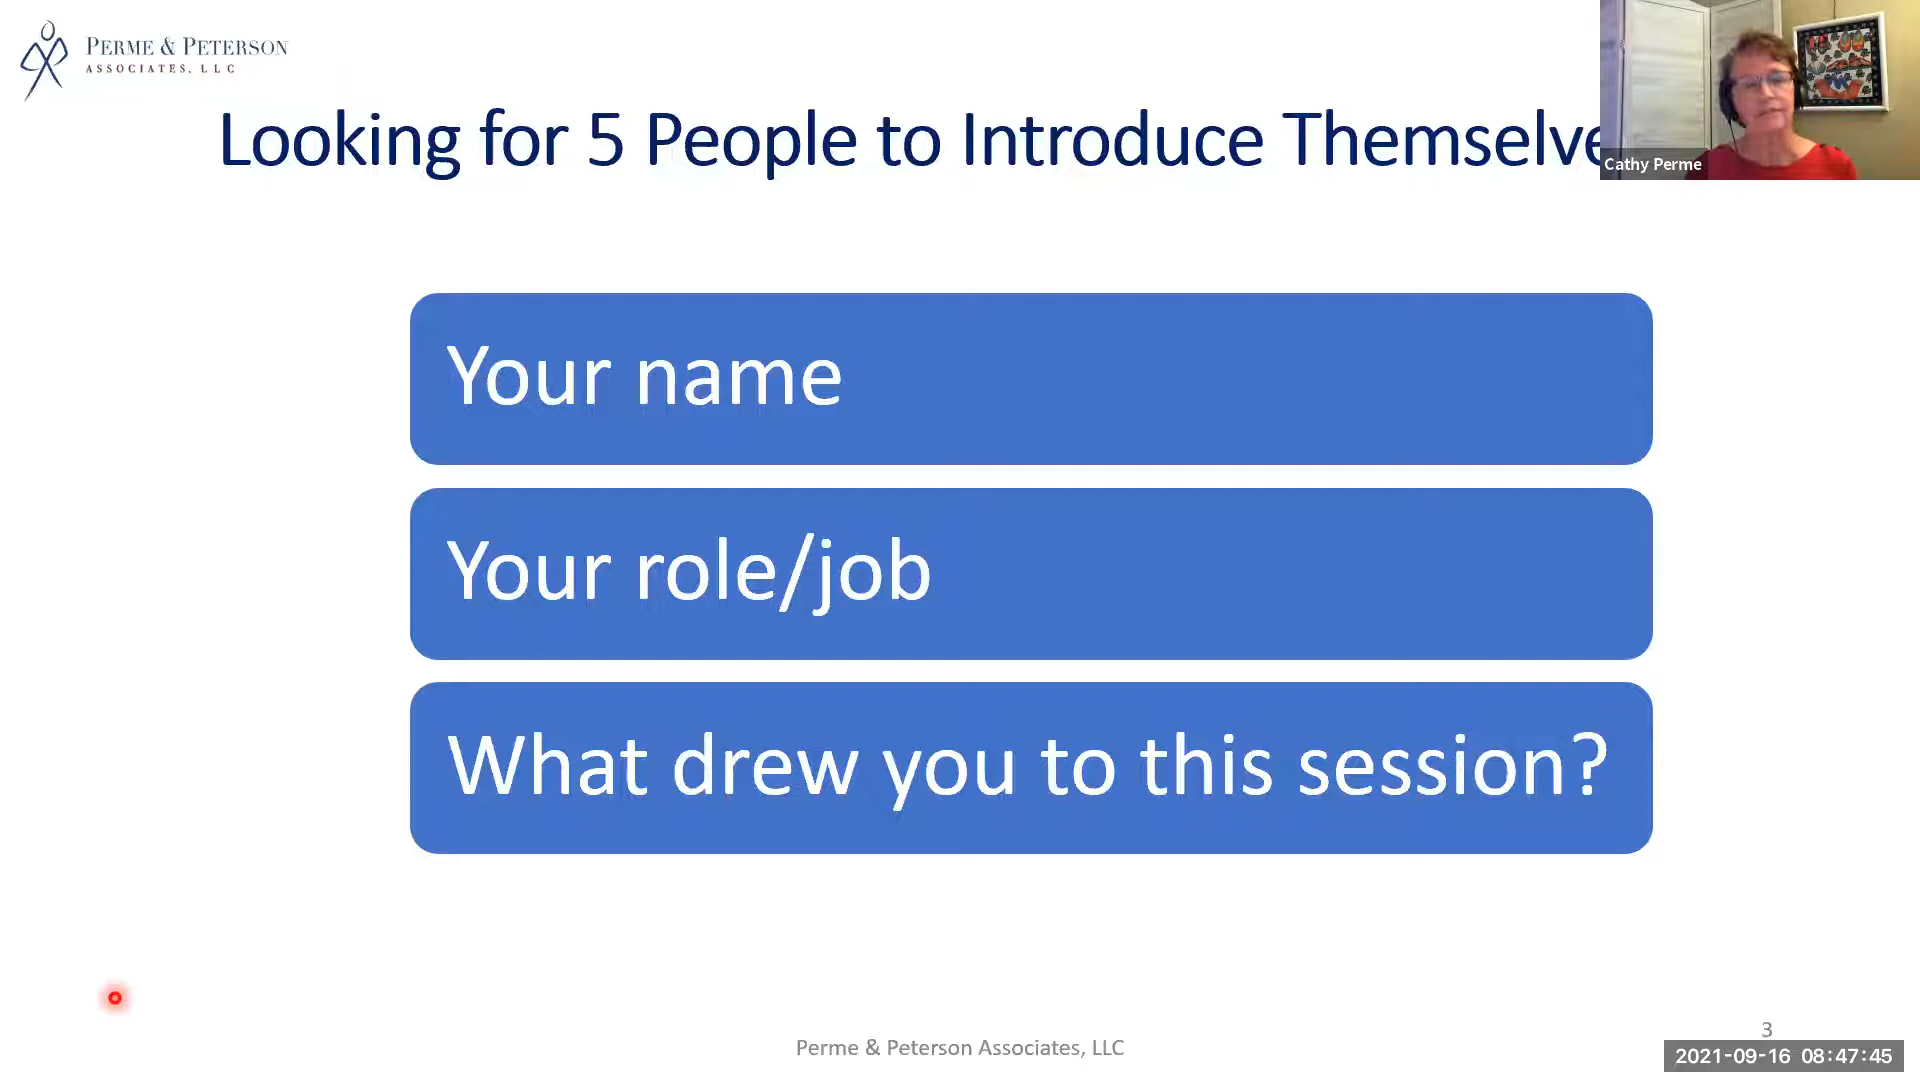 PERME & PETERSON
ASSOCIATES, LLC
Looking for 5 People to Introduce Themselve
Cathy Perme
Your name
Your role/job
What drew you to this session?
Perme & Peterson Associates, LLC
3
2021-09-16 08:47:45